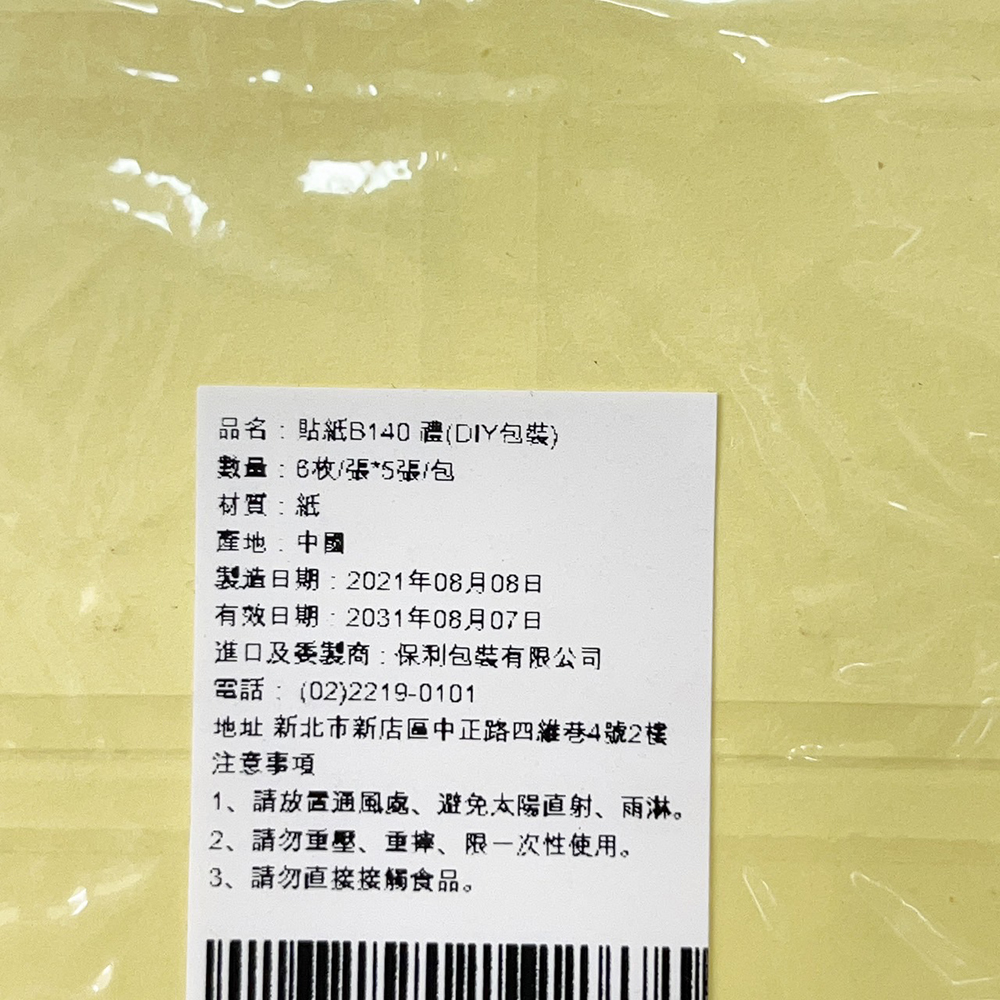 品名：貼紙B140 禮(DIY包裝)
數量：6枚/張*5張/包
材質：紙
產地：中國
製造日期：2021年08月08日
有效日期：2031年08月07日
進口及委製商：保利包裝有限公司
電話： (02)2219-0101
地址 新北市新店區中正路四維巷4號2樓
注意事項
1、請放置通風處、避免太陽直射、雨淋。
2、請勿重壓、重摔、限一次性使用。
3、請勿直接接觸食品。